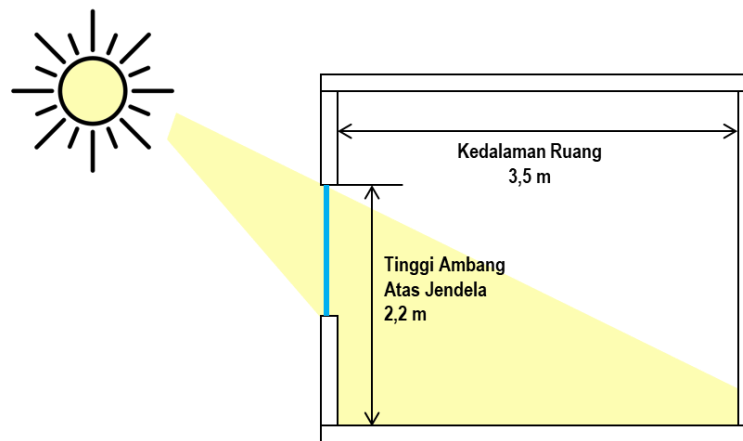 Kedalaman Ruang
3,5 m
Tinggi Ambang
Atas Jendela
2,2 m